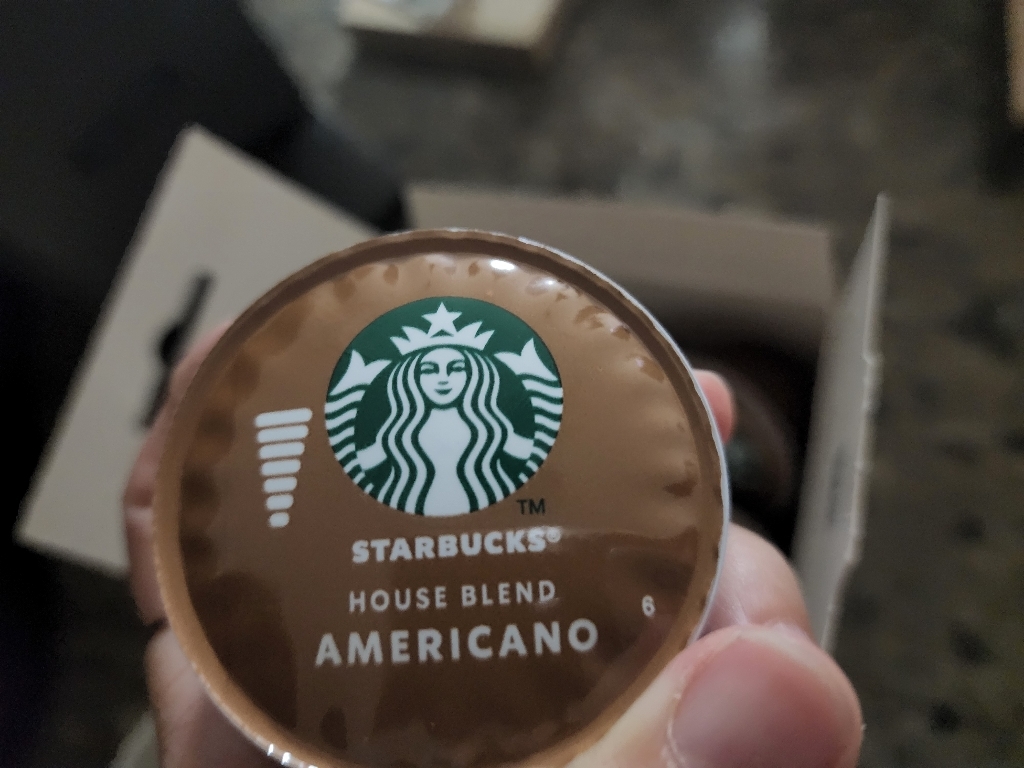 TM
STARBUCKS®
HOUSE BLEND
6
AMERICANO